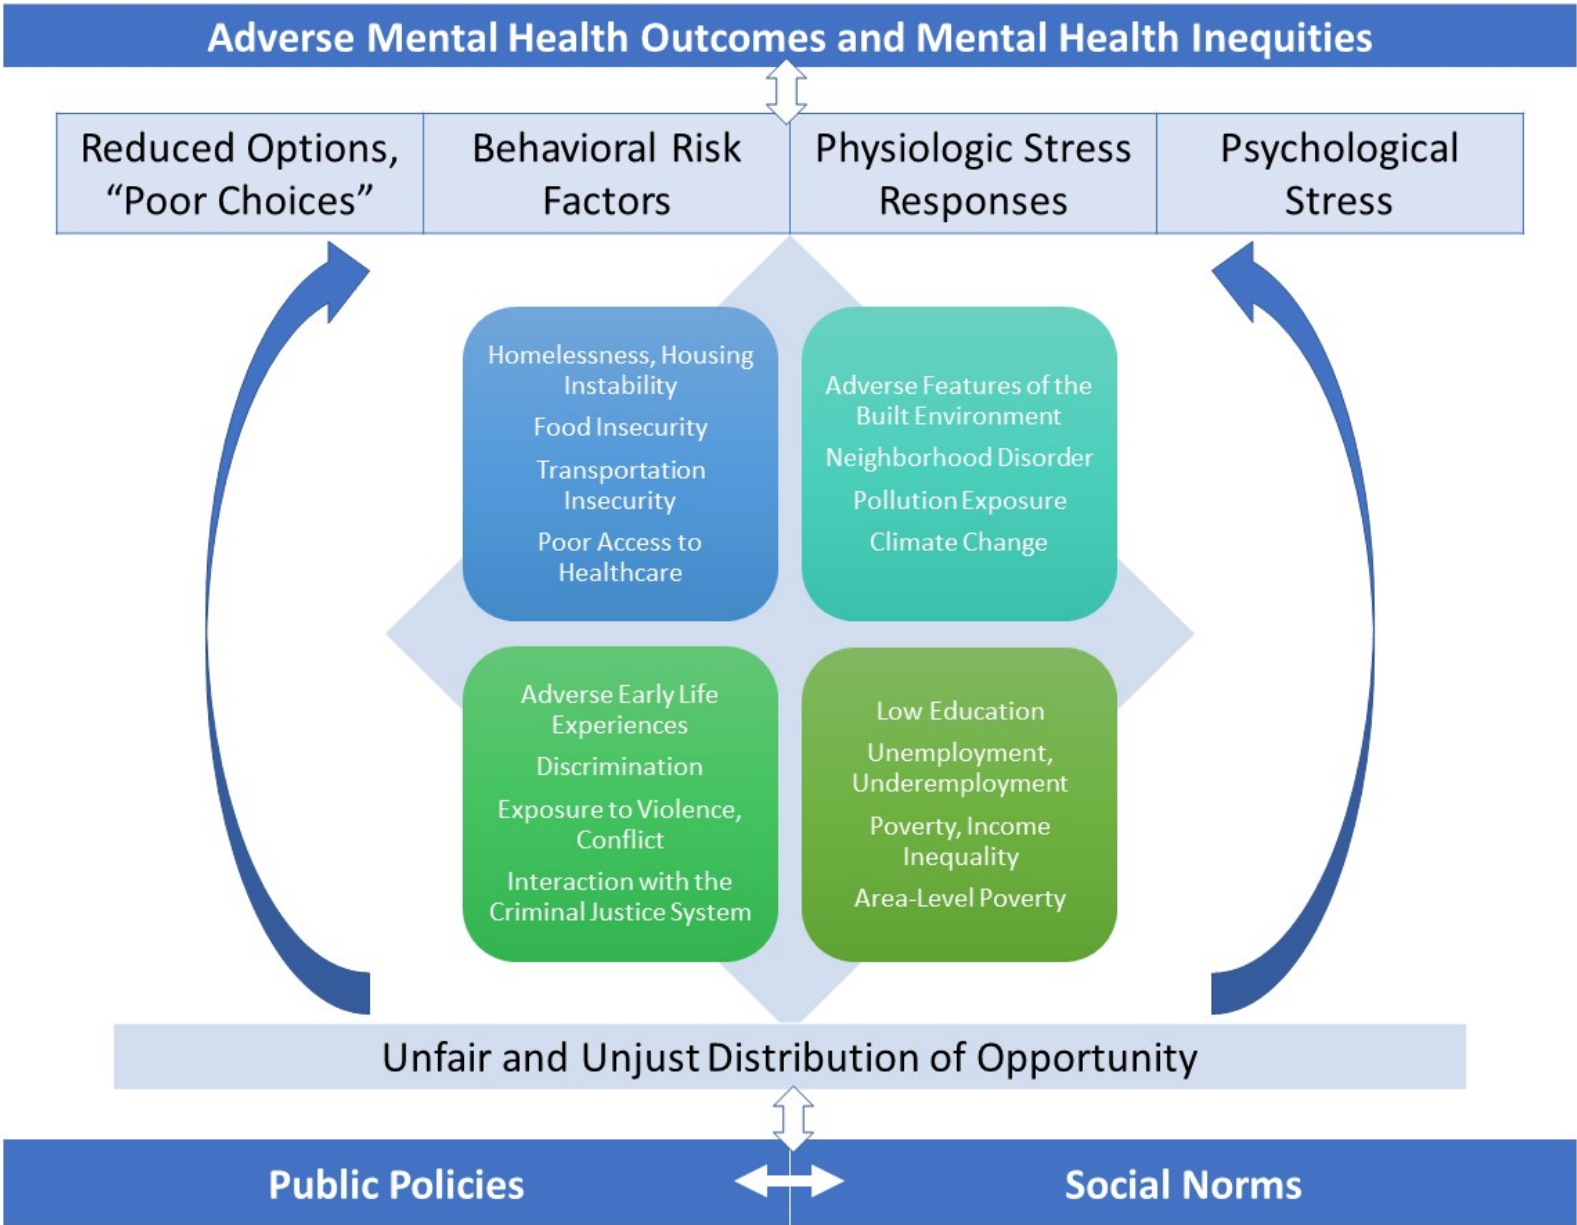 Adverse Mental Health Outcomes and Mental Health Inequities
Reduced Options,
“Poor Choices”
Behavioral Risk
Factors
Physiologic Stress
Responses
Psychological
Stress
Homelessness, Housing
Instability
Food Insecurity
Transportation
Insecurity
Poor Access to
Healthcare
Adverse Features of the
Built Environment
Neighborhood Disorder
Pollution Exposure
Climate Change
Adverse Early Life
Experiences
Discrimination
Exposure to Violence,
Conflict
Interaction with the
Criminal Justice System
Low Education
Unemployment,
Underemployment
Poverty, Income
Inequality
Area-Level Poverty
Unfair and Unjust Distribution of Opportunity
Public Policies
Social Norms